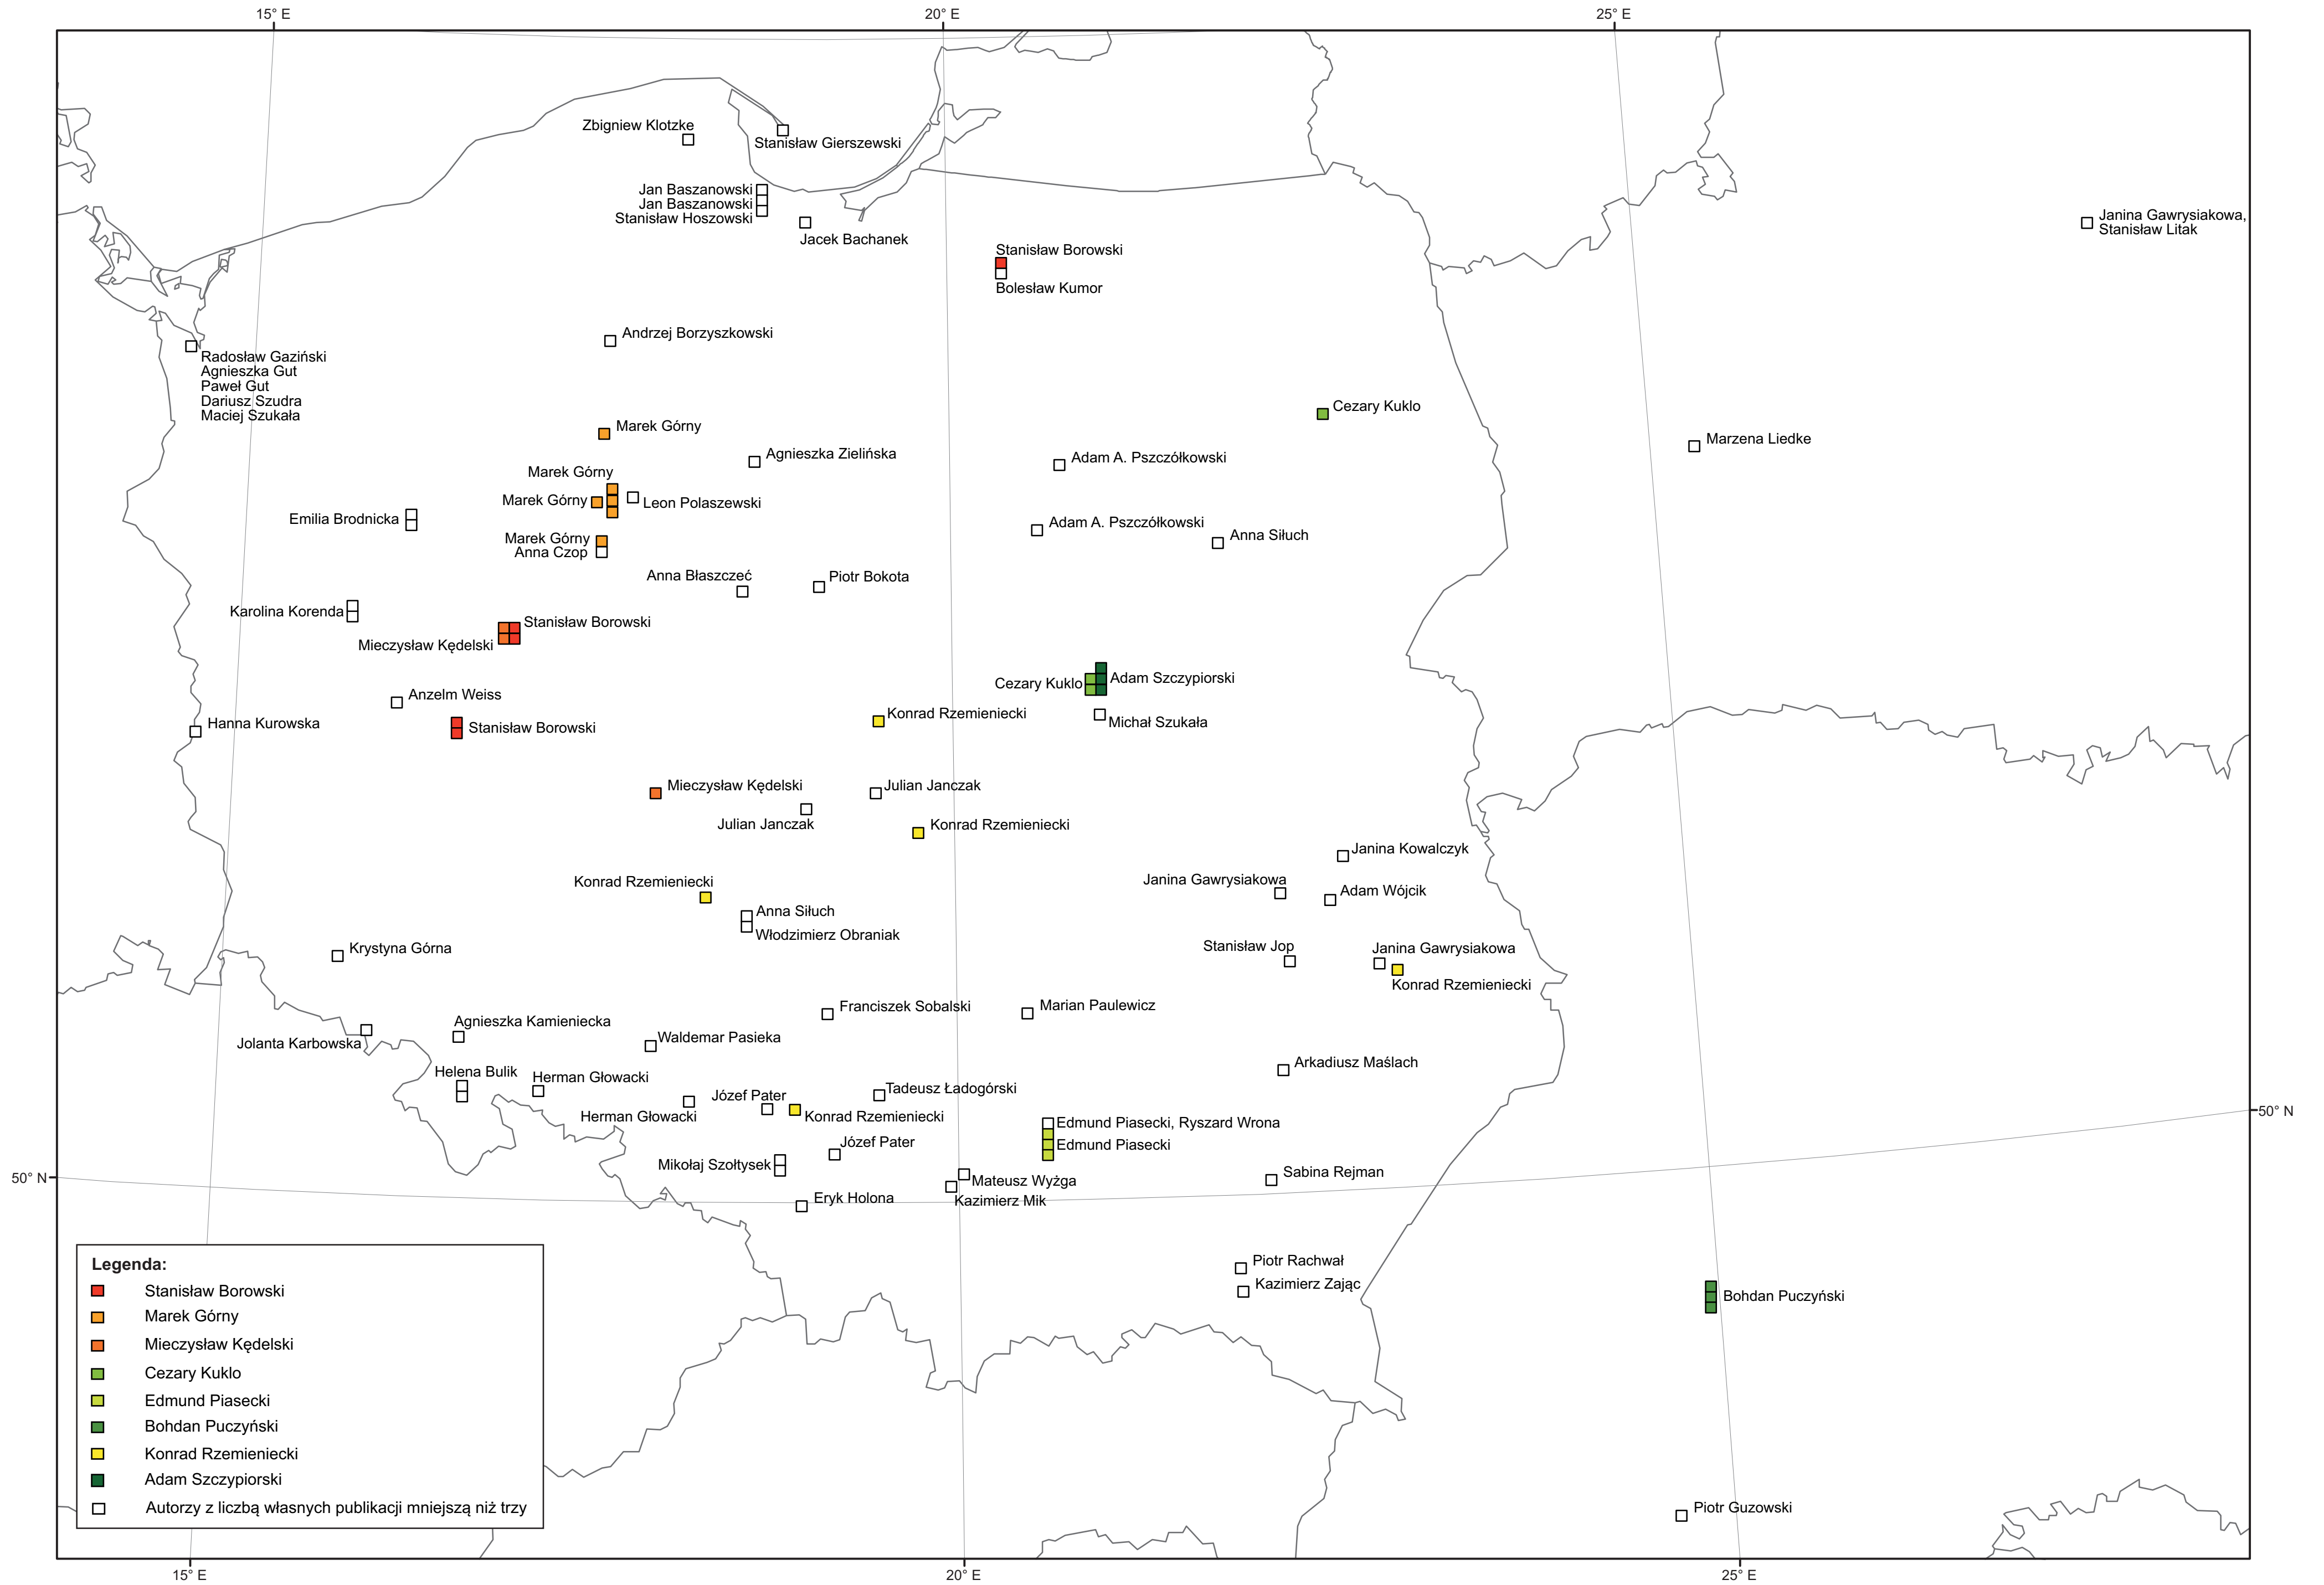 15° E
20° E
25° E
Zbigniew Klotzke
Stanisław Gierszewski
Jan Baszanowski
Jan Baszanowski
Stanisław Hoszowski
Jacek Bachanek
Janina Gawrysiakowa,
Stanisław Litak
Stanisław Borowski
Bolesław Kumor
Andrzej Borzyszkowski
Radosław Gaziński
Agnieszka Gut
Paweł Gut
Dariusz Szudra
Maciej Szukała
Cezary Kuklo
Marek Górny
Marzena Liedke
Agnieszka Zielińska
Adam A. Pszczółkowski
Marek Górny
Marek Górny
Leon Polaszewski
Emilia Brodnicka
Adam A. Pszczółkowski
Anna Siłuch
Marek Górny
Anna Czop
Anna Błaszczeć
Piotr Bokota
Karolina Korenda
Stanisław Borowski
Mieczysław Kędelski
Cezary Kuklo
Adam Szczypiorski
Anzelm Weiss
Konrad Rzemieniecki
Michał Szukała
Hanna Kurowska
Stanisław Borowski
Mieczysław Kędelski
Julian Janczak
Julian Janczak
Konrad Rzemieniecki
Janina Kowalczyk
Konrad Rzemieniecki
Janina Gawrysiakowa
Adam Wójcik
Anna Siłuch
Włodzimierz Obraniak
Krystyna Górna
Stanisław Jop
Janina Gawrysiakowa
Konrad Rzemieniecki
Franciszek Sobalski
Marian Paulewicz
Agnieszka Kamieniecka
Jolanta Karbowska
Waldemar Pasieka
Arkadiusz Maślach
Helena Bulik
Herman Głowacki
Tadeusz Ładogórski
Józef Pater
Herman Głowacki
Konrad Rzemieniecki
50° N
Edmund Piasecki, Ryszard Wrona
Edmund Piasecki
Józef Pater
Mikołaj Szołtysek
Sabina Rejman
50° N
Mateusz Wyżga
Kazimierz Mik
Eryk Holona
Piotr Rachwał
Kazimierz Zając
Bohdan Puczyński
Legenda:
Stanisław Borowski
Marek Górny
Mieczysław Kędelski
Cezary Kuklo
Edmund Piasecki
Bohdan Puczyński
Konrad Rzemieniecki
Adam Szczypiorski
Autorzy z liczbą własnych publikacji mniejszą niż trzy
Piotr Guzowski
15° E
20° E
25° E